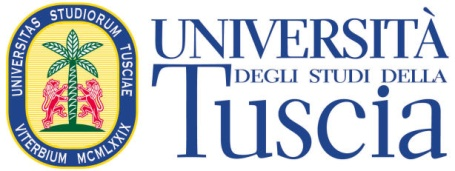 UNIVERSITAS STUDIORUM TUSCIAE
VITERBIUM MCMLXXIX
UNIVERSITÀ
DEGLI STUDI DELLA
Tuscia